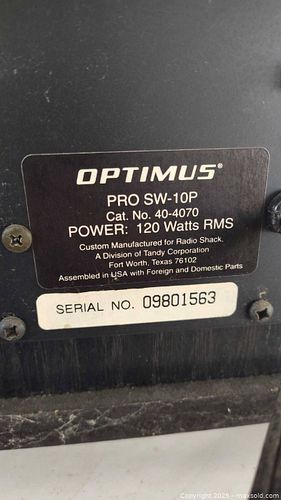 OPTIMUS®
PRO SW-10P
Cat. No. 40-4070
POWER: 120 Watts RMS
Custom Manufactured for Radio Shack.
A Division of Tandy Corporation
Fort Worth, Texas 76102
Assembled in USA with Foreign and Domestic Parts
SERIAL NO. 09801563
Copyright 2025 - maxsold.com